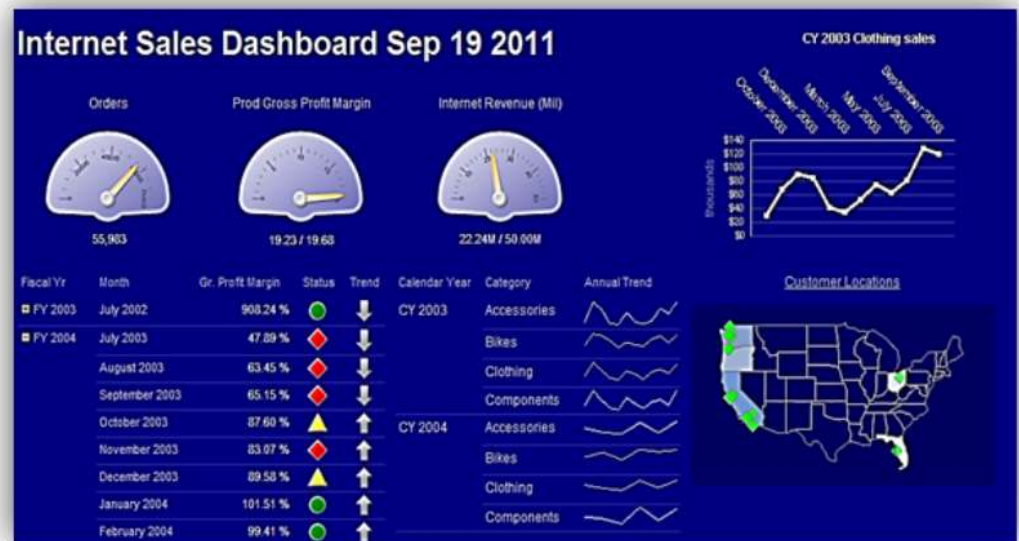 Internet Sales Dashboard Sep 19 2011
CY 2003 Clothing sales
Orders
Prod Gross Profit Margin
Internet Revenue (Mil)
55,983
19.23 / 19.68
22.24M / 50.00M
October 2003
December 2003
March 2003
May 2003
July 2003
September 2003
thousands
$140
$120
$100
$80
$60
$40
$20
$0
Fiscal Yr Month Gr. Profit Margin Status Trend
FY 2003 July 2002 908.24 %
FY 2004 July 2003 47.89 %
August 2003 63.45 %
September 2003 65.15 %
October 2003 87.60 %
November 2003 83.07 %
December 2003 89.58 %
January 2004 101.51 %
February 2004 99.41 %
Calendar Year Category Annual Trend
CY 2003 Accessories
Bikes
Clothing
Components
CY 2004 Accessories
Bikes
Clothing
Components
Customer Locations